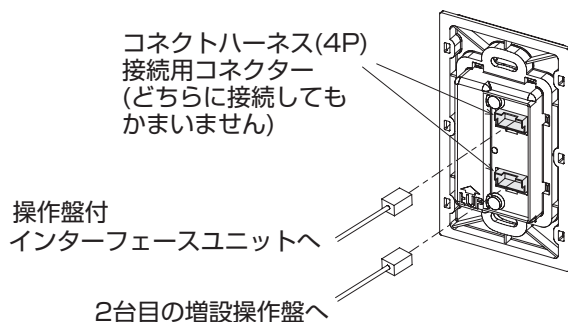 コネクトハーネス(4P)
接続用コネクター
(どちらに接続しても
かまいません)
操作盤付
インターフェースユニットへ
2台目の増設操作盤へ
UP